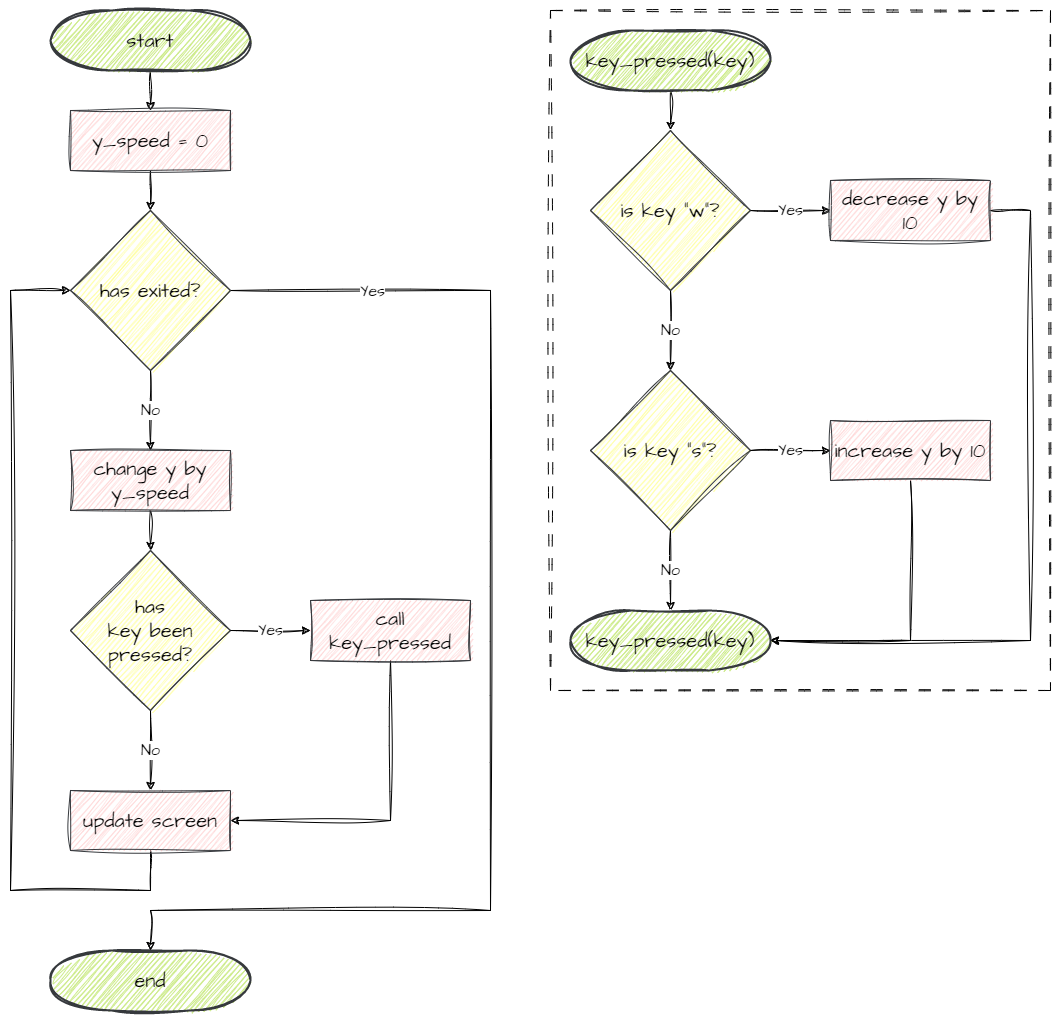 start
y_speed = 0
has exited?
Yes
No
change y by
y_speed
has
key been
pressed?
Yes
call
key_pressed
No
update screen
end
key_pressed(key)
is key "w"?
Yes
decrease y by
10
No
is key "s"?
Yes
increase y by 10
No
key_pressed(key)